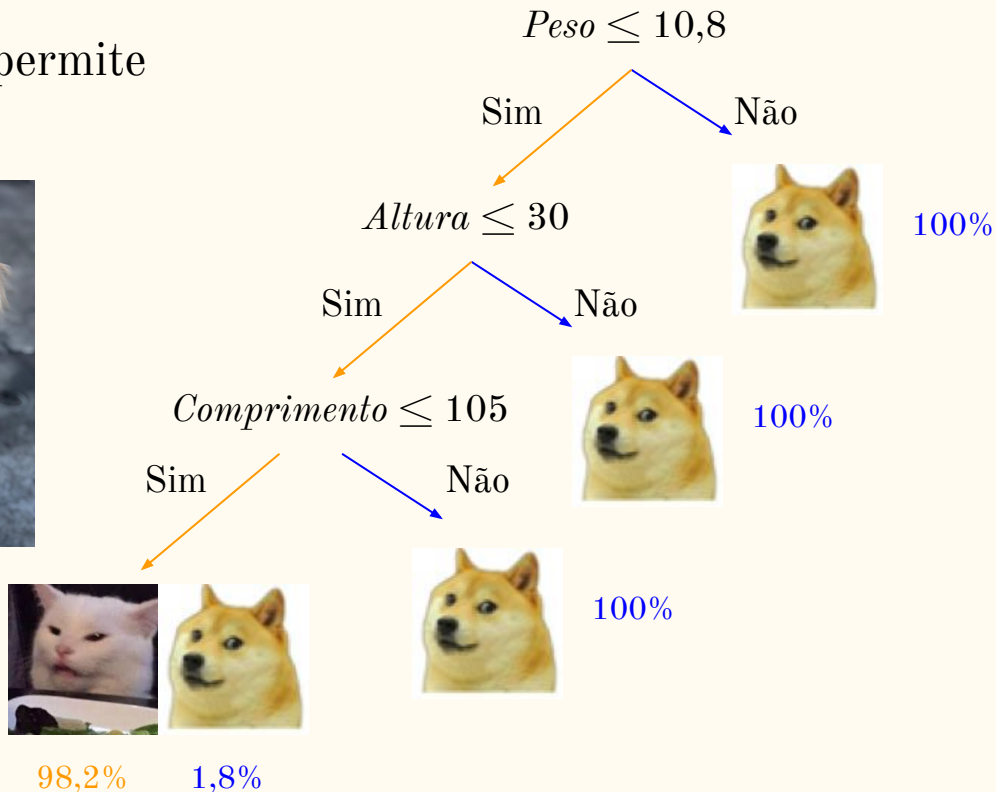 Peso ≤ 10,8
permite
Sim
Não
Altura ≤ 30
100%
Sim
Não
Comprimento ≤ 105
100%
Sim
Não
100%
98,2%
1,8%